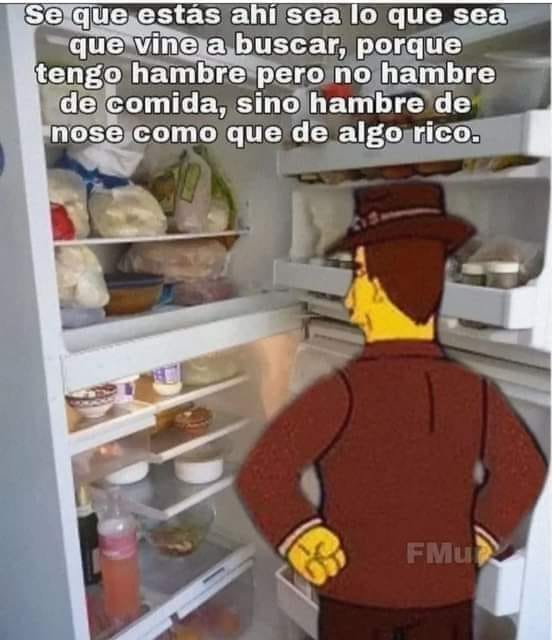 Se que estás ahí sea lo que sea
que vine a buscar, porque
tengo hambre pero no hambre
de comida, sino hambre de
nose como que de algo rico.